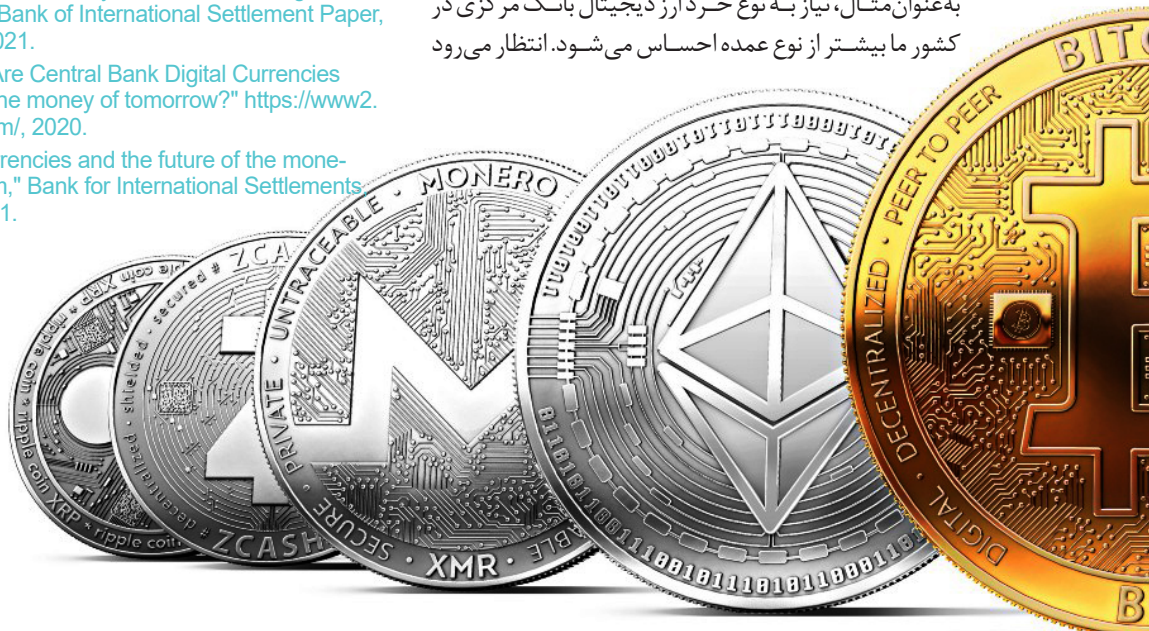 Bank of International Settlement Paper,
021.
Are Central Bank Digital Currencies
he money of tomorrow?" https://www2.
m/, 2020.
rrencies and the future of the mone-
n," Bank for International Settlements,
1.
به‌عنوان‌مثال، نیاز به نوع خرد ارز دیجیتال بانک مرکزی در
کشور ما بیشتر از نوع عمده احساس می‌شود. انتظار می‌رود
ripple coin * ripple coin XRP * ripple coin
ZCA
decentralized * shielded · secured *
ZCASH
MONERO
PRIVATE · UNTRACEABLE
SECURE · XMR ·
BITC
DIGITAL · DECENTRALIZED · PEER TO PEER
B